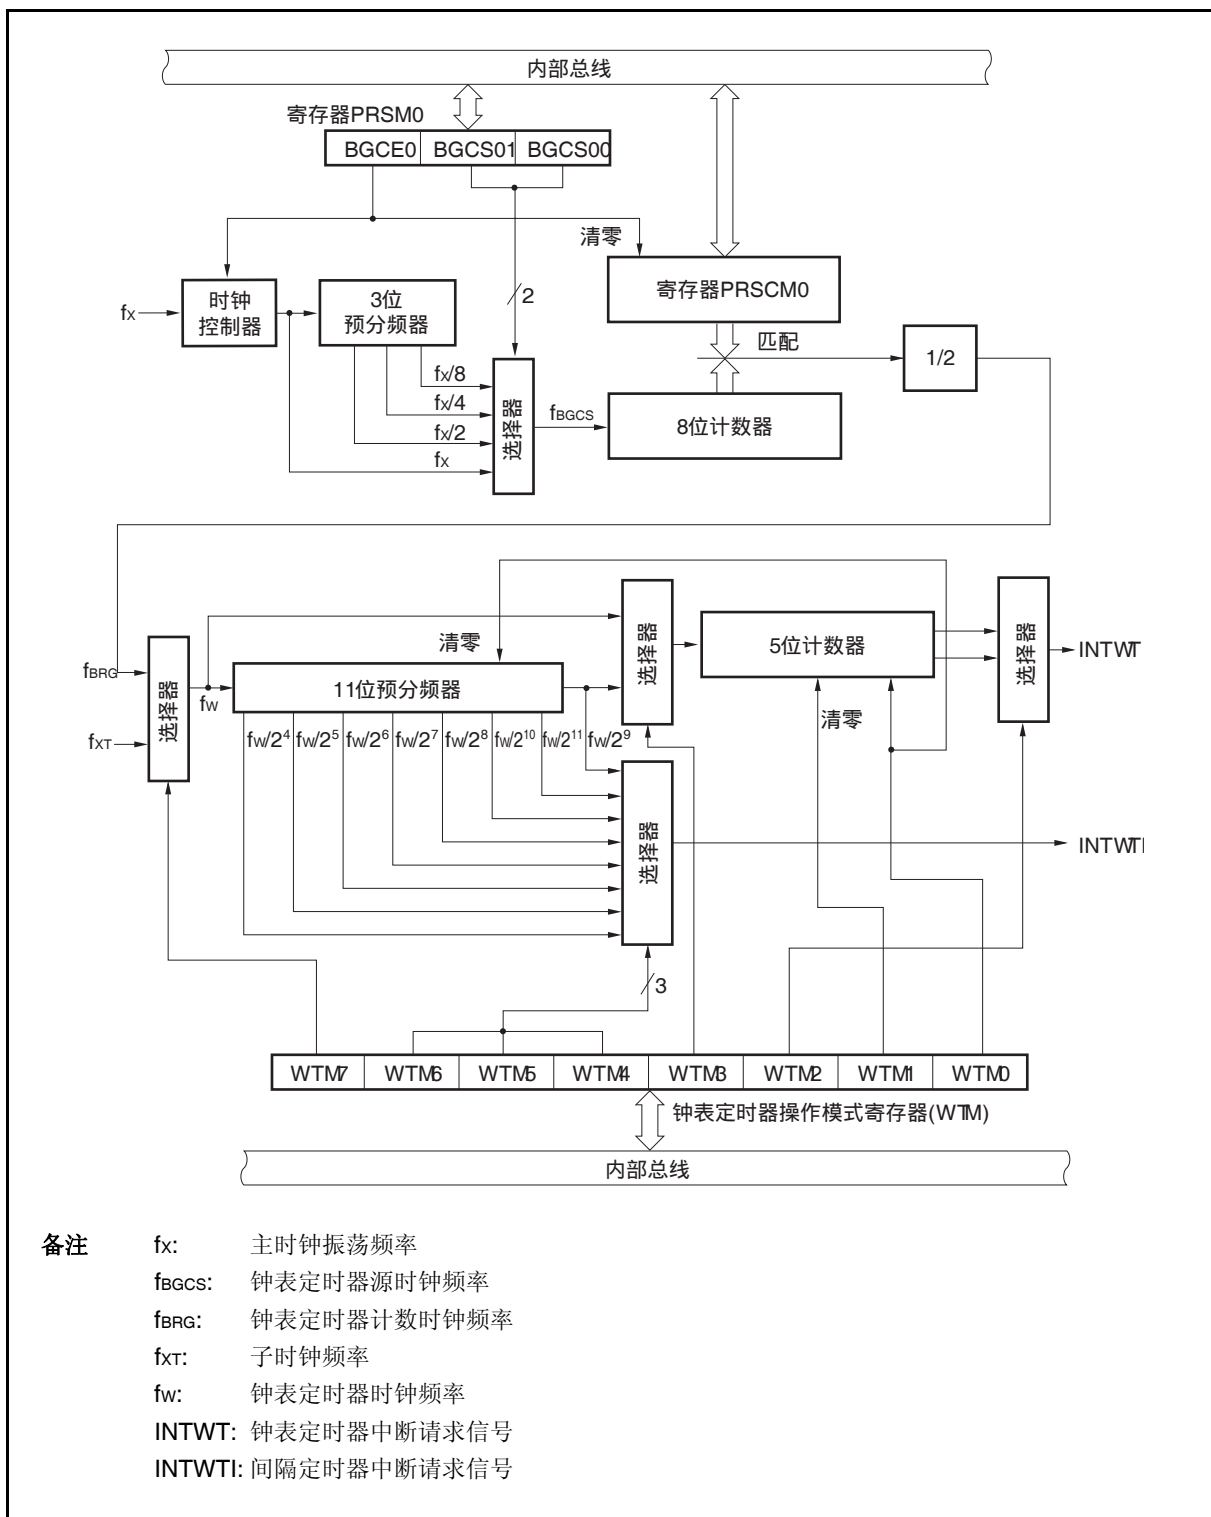 内部总线
寄存器PRSM0
BGCE0 BGCS01 BGCS00
清零
寄存器PRSCM0
2
fX
时钟
控制器
3位
预分频器
匹配
1/2
fX/8
fX/4
fX/2
fX
选择器
fBGCS
8位计数器
选择器
5位计数器
选择器
INTWT
清零
fBRG
fXT
选择器
fW
11位预分频器
清零
fW/2⁴ fW/2⁵ fW/2⁶ fW/2⁷ fW/2⁸ fW/2¹⁰ fW/2¹¹ fW/2⁹
选择器
INTWTI
3
WTM7 WTM6 WTM5 WTM4 WTM3 WTM2 WTM1 WTM0
钟表定时器操作模式寄存器(WTM)
内部总线
备注 fX: 主时钟振荡频率
fBGCS: 钟表定时器源时钟频率
fBRG: 钟表定时器计数时钟频率
fXT: 子时钟频率
fW: 钟表定时器时钟频率
INTWT: 钟表定时器中断请求信号
INTWTI: 间隔定时器中断请求信号